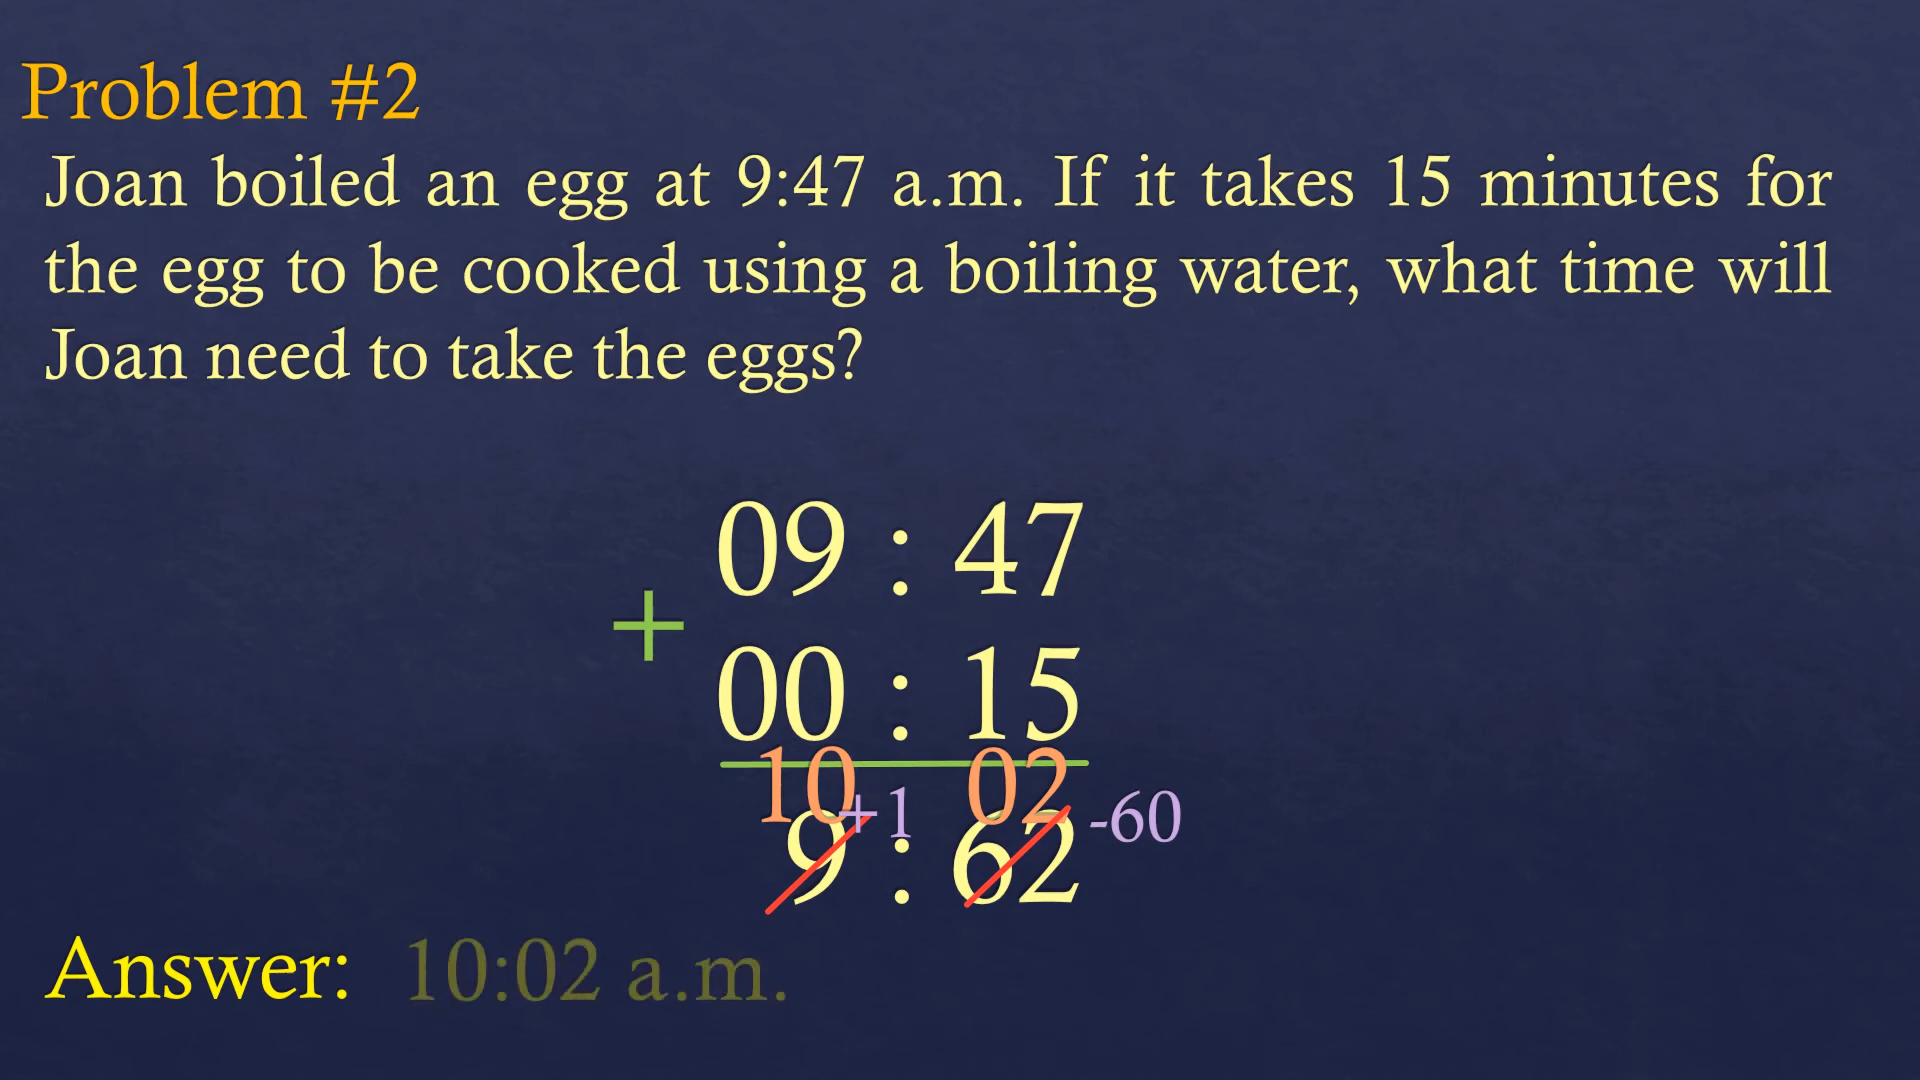 Problem #2
Joan boiled an egg at 9:47 a.m. If it takes 15 minutes for
the egg to be cooked using a boiling water, what time will
Joan need to take the eggs?
09 : 47
+
00 : 15
10 02
+1 -60
9 : 62
Answer: 10:02 a.m.